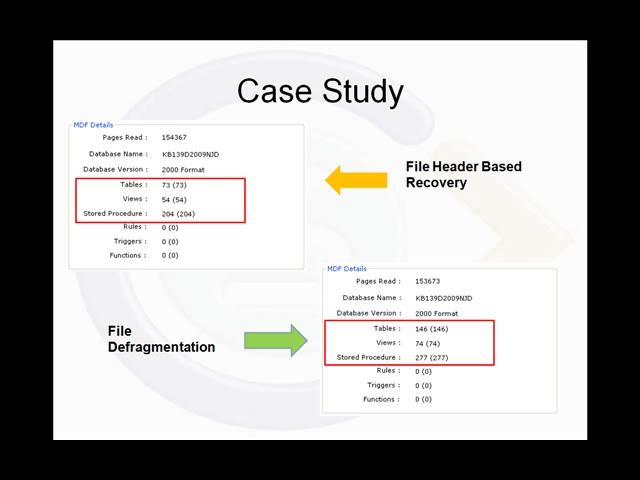 Case Study
MDF Details
Pages Read : 154367
Database Name : KB139D2009NJD
Database Version : 2000 Format
Tables : 73 (73)
Views : 54 (54)
Stored Procedure : 204 (204)
Rules : 0 (0)
Triggers : 0 (0)
Functions : 0 (0)
File Header Based
Recovery
File
Defragmentation
MDF Details
Pages Read : 153673
Database Name : KB139D2009NJD
Database Version : 2000 Format
Tables : 146 (146)
Views : 74 (74)
Stored Procedure : 277 (277)
Rules : 0 (0)
Triggers : 0 (0)
Functions : 0 (0)